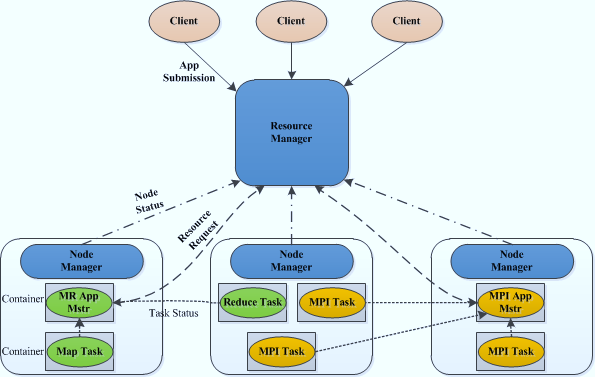 Client
Client
Client
App
Submission
Resource
Manager
Node
Status
Resource
Request
Node
Manager
Node
Manager
Node
Manager
Container
MR App
Mstr
Reduce Task
MPI Task
MPI App
Mstr
Task Status
Container
Map Task
MPI Task
MPI Task